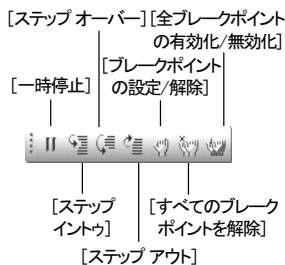 [ステップ オーバー]
[全ブレークポイント
の有効化/無効化]
[ブレークポイント
の設定/解除]
[一時停止]
[ステップ
イントゥ]
[すべてのブレーク
ポイントを解除]
[ステップ アウト]